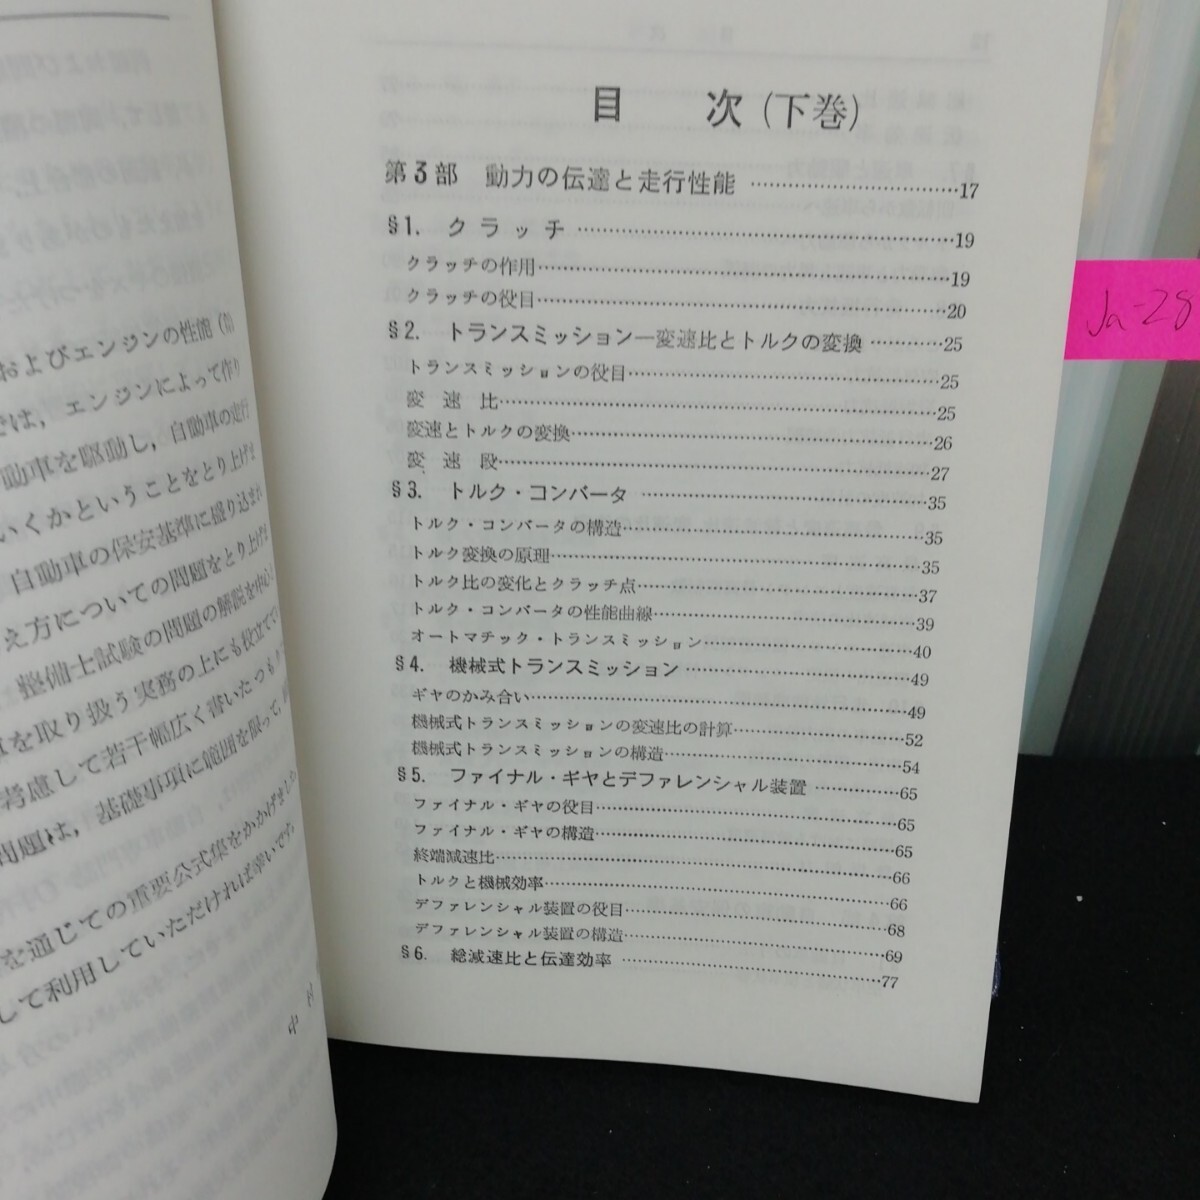 およびエンジンの性能（
では，エンジンによって作り
動車を駆動し，自動車の走行
いくかということをとり上げま
自動車の保安基準に盛り込まれ
え方についての問題をとり上げま
整備士試験の問題の解説を中心
を取り扱う実務の上にも役立てて
考慮して若干幅広く書いたつもり
問題は，基礎事項に範囲を限って，
を通じての重要公式集をかかげました
して利用していただければ幸いです。
中
目　次（下巻）
第3部　動力の伝達と走行性能 ……17
§1.　クラッチ ……19
クラッチの作用……19
クラッチの役目……20
§2.　トランスミッション―変速比とトルクの変換 ……25
トランスミッションの役目……25
変速比……25
変速とトルクの変換……26
変速段……27
§3.　トルク・コンバータ ……35
トルク・コンバータの構造……35
トルク変換の原理……35
トルク比の変化とクラッチ点……37
トルク・コンバータの性能曲線……39
オートマチック・トランスミッション……40
§4.　機械式トランスミッション……49
ギヤのかみ合い……49
機械式トランスミッションの変速比の計算……52
機械式トランスミッションの構造……54
§5.　ファイナル・ギヤとデファレンシャル装置 ……65
ファイナル・ギヤの役目……65
ファイナル・ギヤの構造……65
終端減速比……66
トルクと機械効率……66
デファレンシャル装置の役目……68
デファレンシャル装置の構造……69
§6.　総減速比と伝達効率 ……77
Ja-28